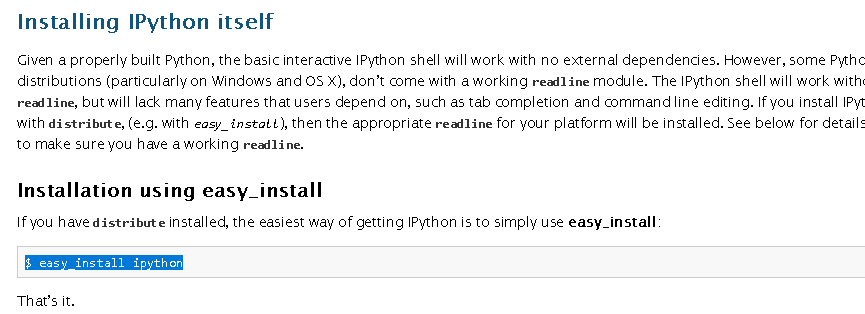 Installing IPython itself
Given a properly built Python, the basic interactive IPython shell will work with no external dependencies. However, some Pytho
distributions (particularly on Windows and OS X), don't come with a working readline module. The IPython shell will work witho
readline, but will lack many features that users depend on, such as tab completion and command line editing. If you install IPyt
with distribute, (e.g. with easy_install), then the appropriate readline for your platform will be installed. See below for details
to make sure you have a working readline.
Installation using easy_install
If you have distribute installed, the easiest way of getting IPython is to simply use easy_install:
$ easy_install ipython
That's it.